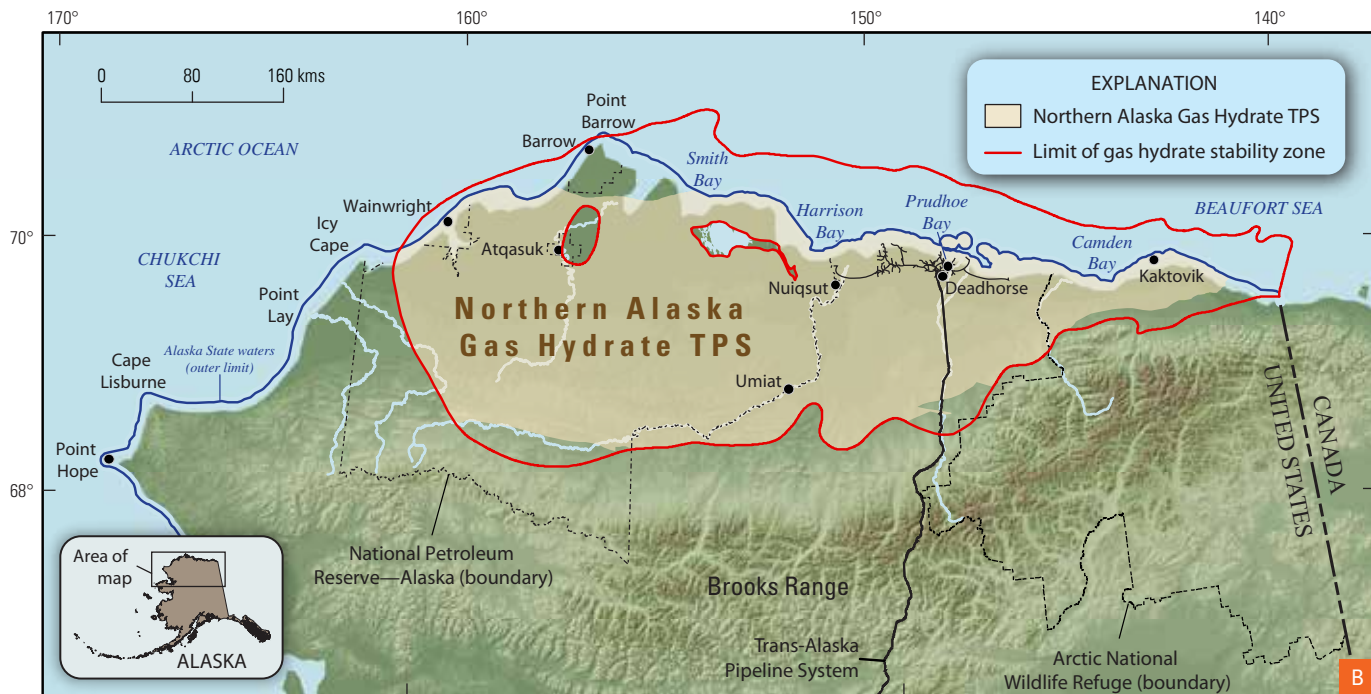 170°
160°
150°
140°
0 80 160 kms
EXPLANATION
Northern Alaska Gas Hydrate TPS
Limit of gas hydrate stability zone
Point
Barrow
Barrow
ARCTIC OCEAN
Smith
Bay
Wainwright
Harrison
Bay
Prudhoe
Bay
BEAUFORT SEA
Icy
Cape
70°
Atqasuk
Camden
Bay
Kaktovik
CHUKCHI
SEA
Nuiqsut
Deadhorse
Point
Lay
Northern Alaska
Gas Hydrate TPS
Cape
Lisburne
Alaska State waters
(outer limit)
Umiat
Point
Hope
CANADA
UNITED STATES
68°
National Petroleum
Reserve—Alaska (boundary)
Brooks Range
Area of
map
ALASKA
Trans-Alaska
Pipeline System
Arctic National
Wildlife Refuge (boundary)
B